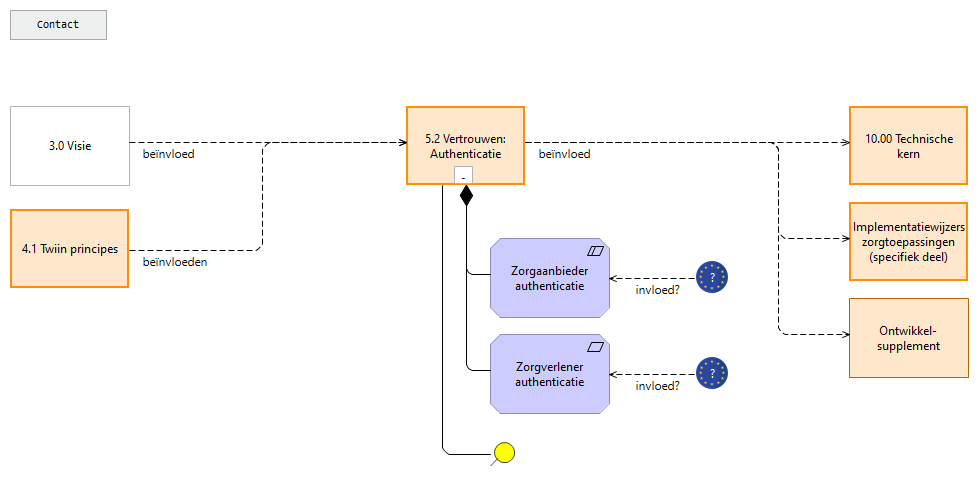 Contact
3.0 Visie
beïnvloed
5.2 Vertrouwen:
Authenticatie
-
beïnvloed
10.00 Technische
kern
4.1 Twiin principes
beïnvloeden
Implementatiewijzers
zorgtoepassingen
(specifiek deel)
Zorgaanbieder
authenticatie
invloed?
?
Ontwikkel-
supplement
Zorgverlener
authenticatie
invloed?
?